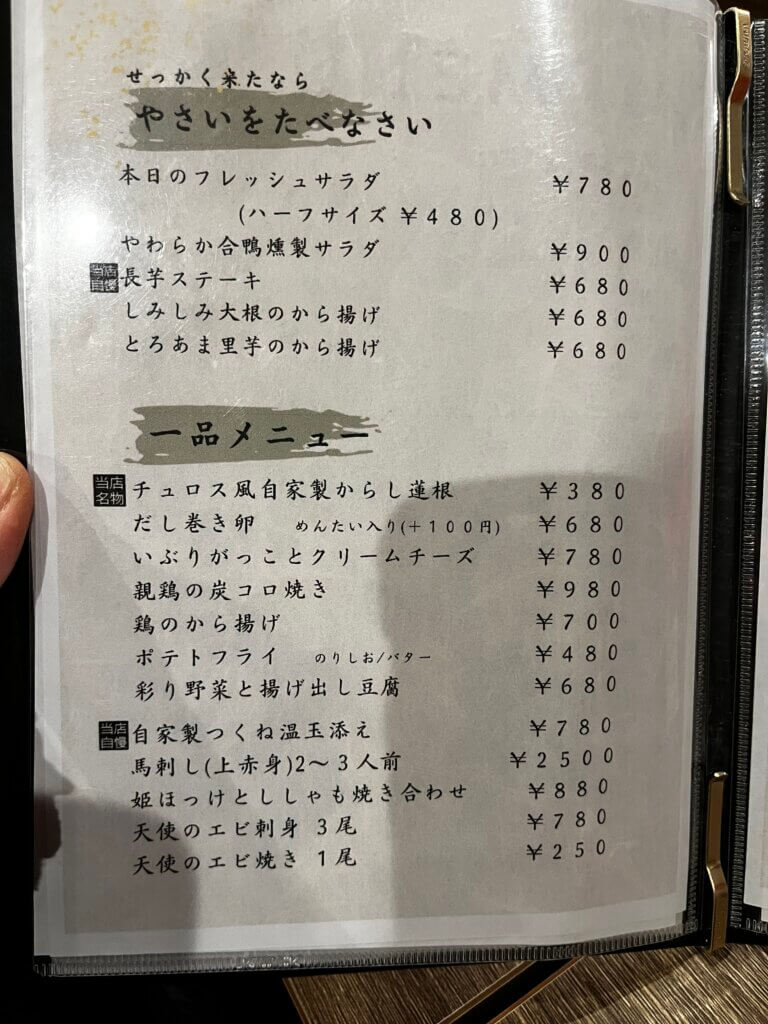 せっかく来たなら
やさいをたべなさい
本日のフレッシュサラダ ￥780
(ハーフサイズ ￥480)
やわらか合鴨燻製サラダ ￥900
当店自慢 長芋ステーキ ￥680
しみしみ大根のから揚げ ￥680
とろあま里芋のから揚げ ￥680
一品メニュー
当店名物 チュロス風自家製からし蓮根 ￥380
だし巻き卵 めんたい入り(＋100円) ￥680
いぶりがっことクリームチーズ ￥780
親鶏の炭コロ焼き ￥980
鶏のから揚げ ￥700
ポテトフライ のりしお/バター ￥480
彩り野菜と揚げ出し豆腐 ￥680
当店自慢 自家製つくね温玉添え ￥780
馬刺し(上赤身)2〜3人前 ￥2500
姫ほっけとししゃも焼き合わせ ￥880
天使のエビ刺身 3尾 ￥780
天使のエビ焼き 1尾 ￥250